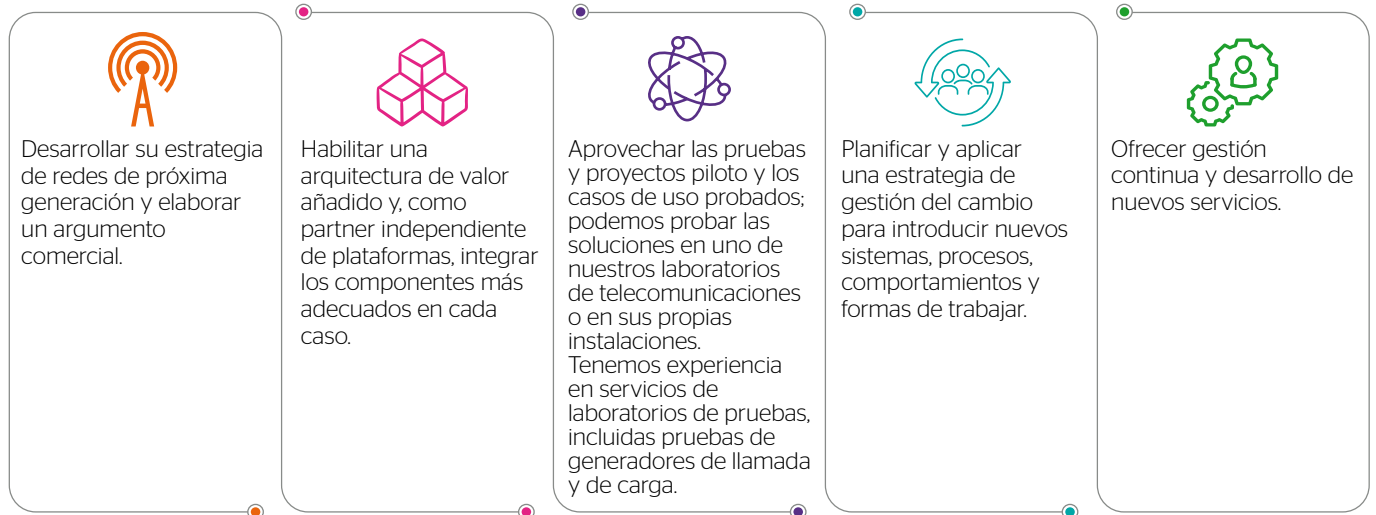 Desarrollar su estrategia
de redes de próxima
generación y elaborar
un argumento
comercial.
Habilitar una
arquitectura de valor
añadido y, como
partner independiente
de plataformas, integrar
los componentes más
adecuados en cada
caso.
Aprovechar las pruebas
y proyectos piloto y los
casos de uso probados;
podemos probar las
soluciones en uno de
nuestros laboratorios
de telecomunicaciones
o en sus propias
instalaciones.
Tenemos experiencia
en servicios de
laboratorios de pruebas,
incluidas pruebas de
generadores de llamada
y de carga.
Planificar y aplicar
una estrategia de
gestión del cambio
para introducir nuevos
sistemas, procesos,
comportamientos y
formas de trabajar.
Ofrecer gestión
continua y desarrollo de
nuevos servicios.